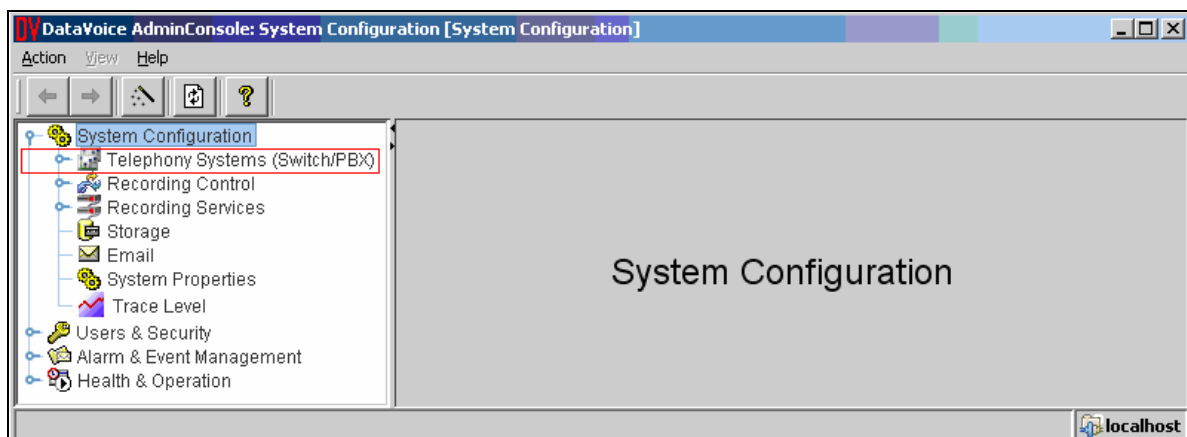 DV DataVoice AdminConsole: System Configuration [System Configuration]
Action View Help
System Configuration
Telephony Systems (Switch/PBX)
Recording Control
Recording Services
Storage
Email
System Properties
Trace Level
Users & Security
Alarm & Event Management
Health & Operation
System Configuration
localhost